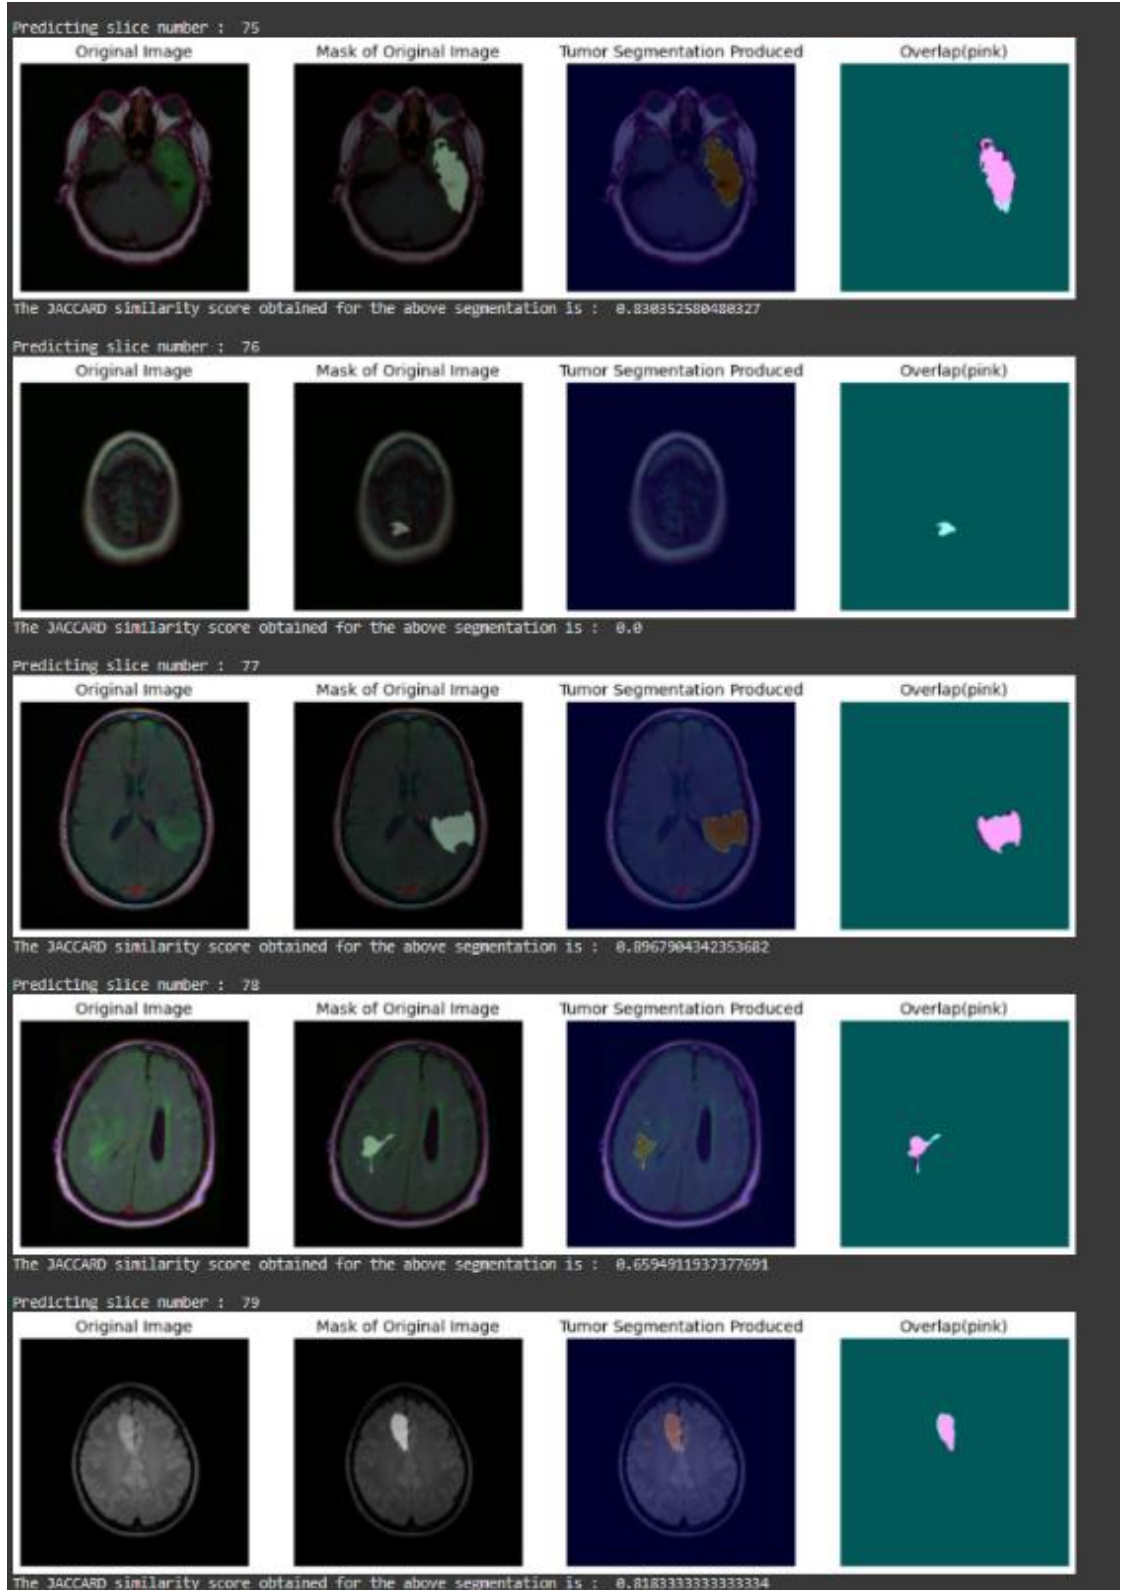 Predicting slice number : 75
Original Image Mask of Original Image Tumor Segmentation Produced Overlap(pink)
The JACCARD similarity score obtained for the above segmentation is : 0.830352580480327
Predicting slice number : 76
Original Image Mask of Original Image Tumor Segmentation Produced Overlap(pink)
The JACCARD similarity score obtained for the above segmentation is : 0.0
Predicting slice number : 77
Original Image Mask of Original Image Tumor Segmentation Produced Overlap(pink)
The JACCARD similarity score obtained for the above segmentation is : 0.8967904342353682
Predicting slice number : 78
Original Image Mask of Original Image Tumor Segmentation Produced Overlap(pink)
The JACCARD similarity score obtained for the above segmentation is : 0.6594911937377691
Predicting slice number : 79
Original Image Mask of Original Image Tumor Segmentation Produced Overlap(pink)
The JACCARD similarity score obtained for the above segmentation is : 0.8183333333333334